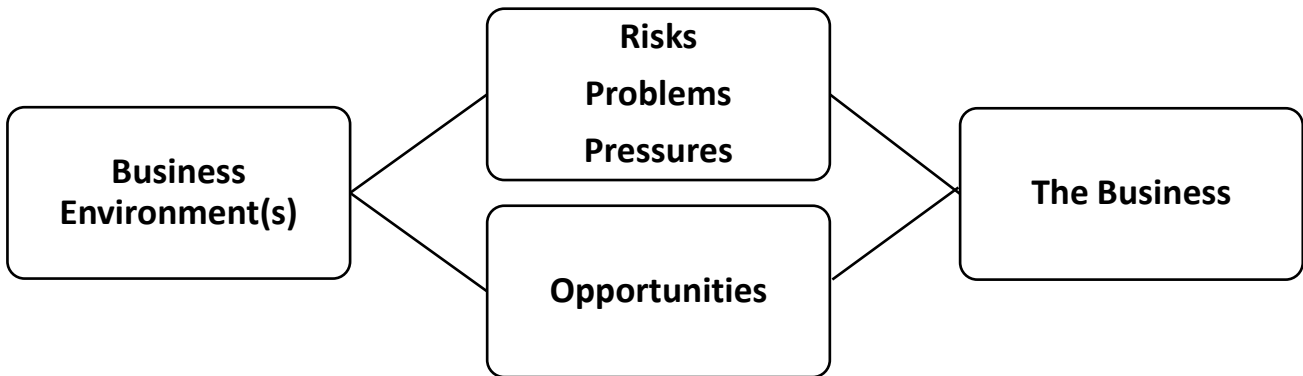 Business
Environment(s)
Risks
Problems
Pressures
Opportunities
The Business